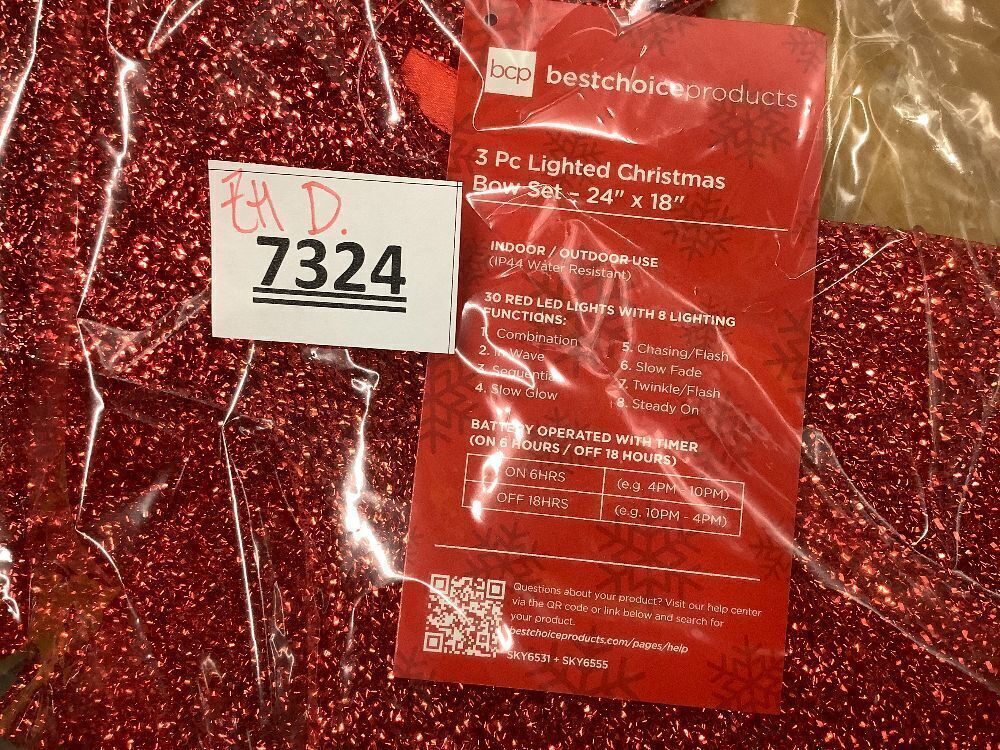 bcp bestchoiceproducts
3 Pc Lighted Christmas
Bow Set - 24" x 18"
EH D.
7324
INDOOR / OUTDOOR USE
(IP44 Water Resistant)
30 RED LED LIGHTS WITH 8 LIGHTING
FUNCTIONS:
1. Combination
2. In Wave
3. Sequential
4. Slow Glow
5. Chasing/Flash
6. Slow Fade
7. Twinkle/Flash
8. Steady On
BATTERY OPERATED WITH TIMER
(ON 6 HOURS / OFF 18 HOURS)
ON 6HRS (e.g. 4PM - 10PM)
OFF 18HRS (e.g. 10PM - 4PM)
Questions about your product? Visit our help center
via the QR code or link below and search for
your product.
bestchoiceproducts.com/pages/help
SKY6531 + SKY6555